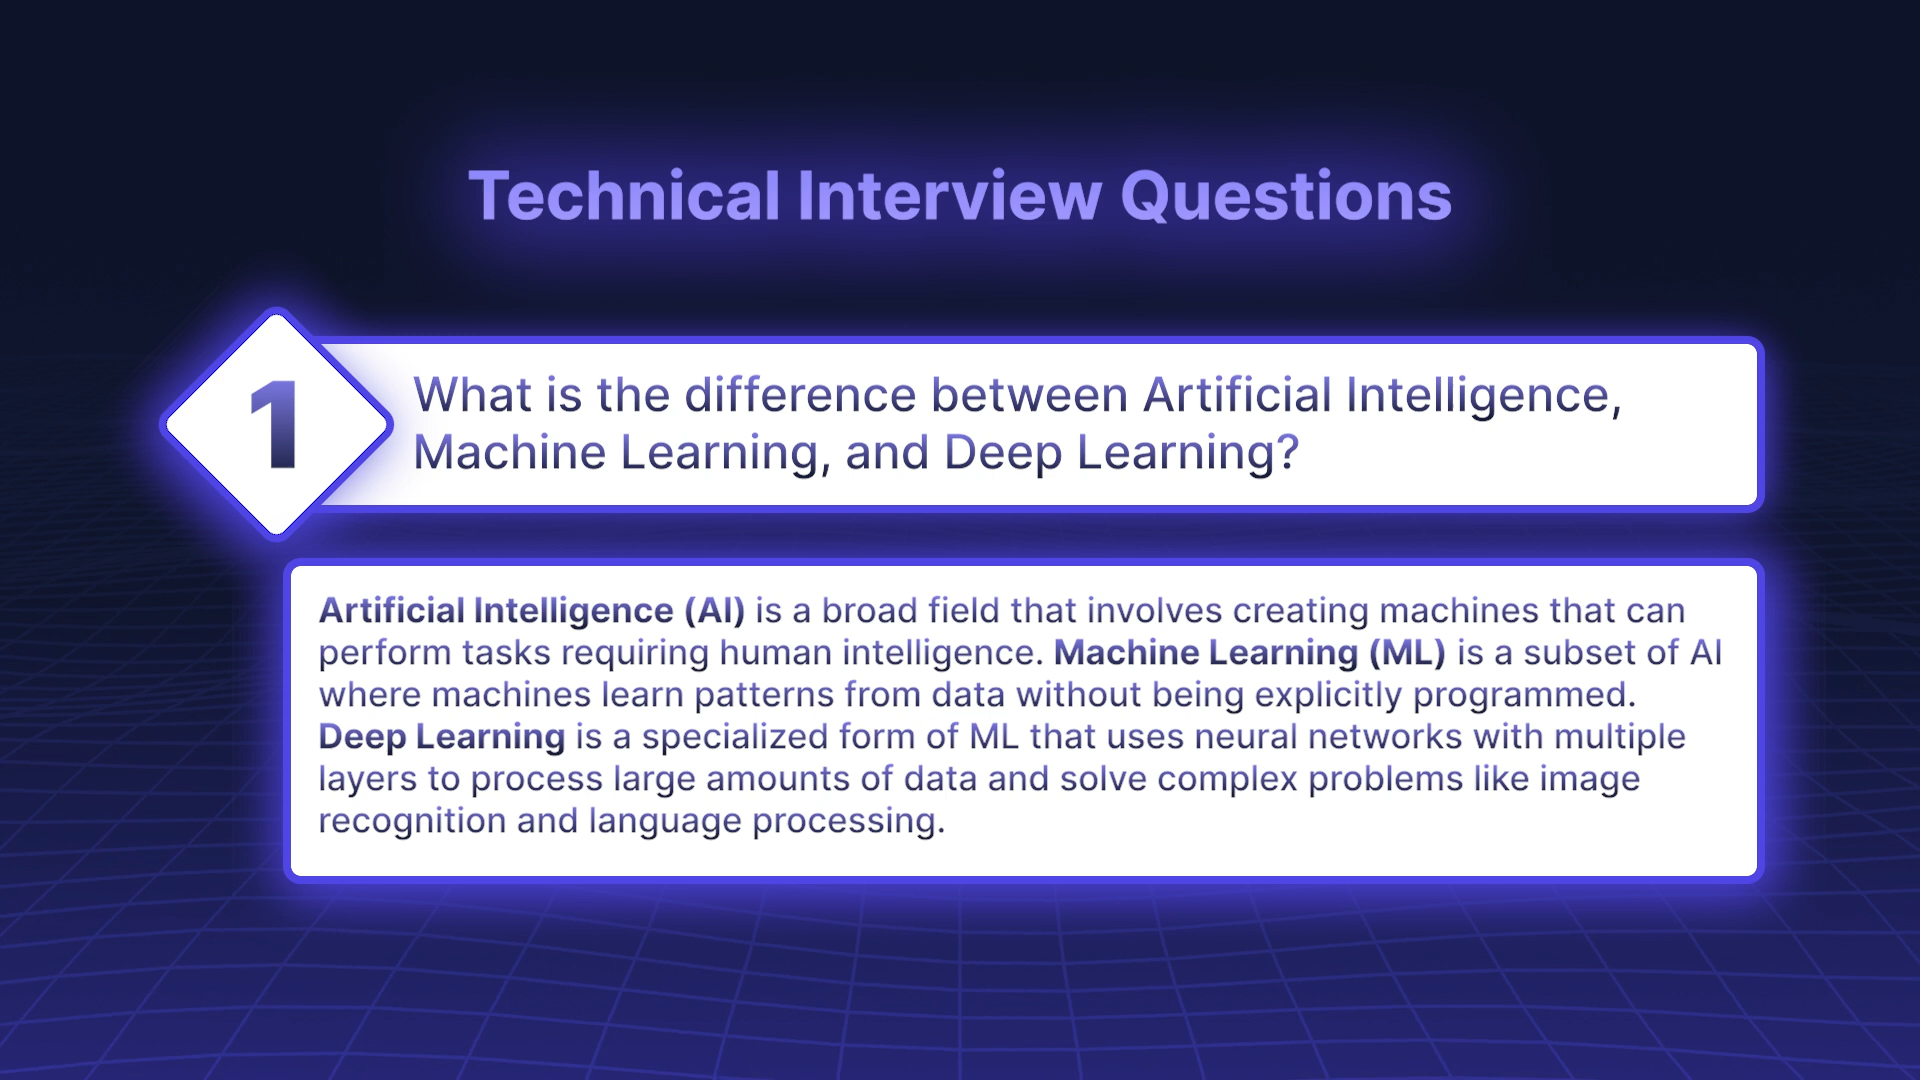 Technical Interview Questions
1
What is the difference between Artificial Intelligence,
Machine Learning, and Deep Learning?
Artificial Intelligence (AI) is a broad field that involves creating machines that can
perform tasks requiring human intelligence. Machine Learning (ML) is a subset of AI
where machines learn patterns from data without being explicitly programmed.
Deep Learning is a specialized form of ML that uses neural networks with multiple
layers to process large amounts of data and solve complex problems like image
recognition and language processing.